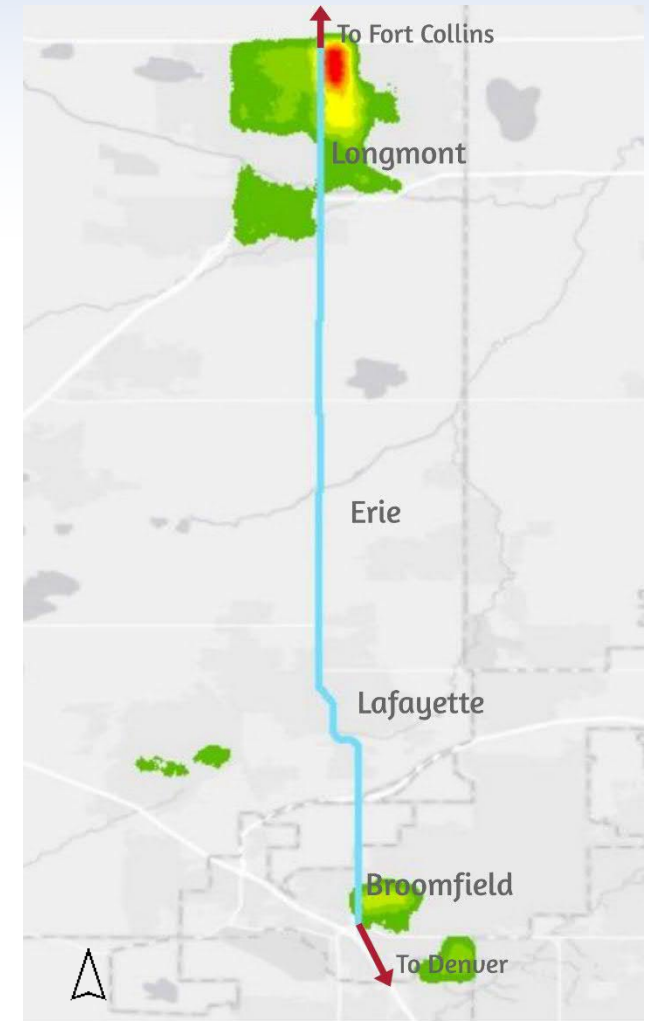 To Fort Collins
Longmont
Erie
Lafayette
Broomfield
To Denver